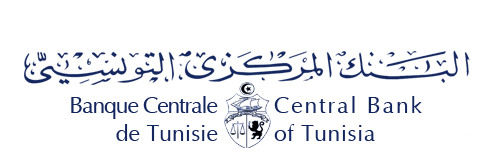 البنك المركزي التونسي
Banque Centrale de Tunisie
Central Bank of Tunisia